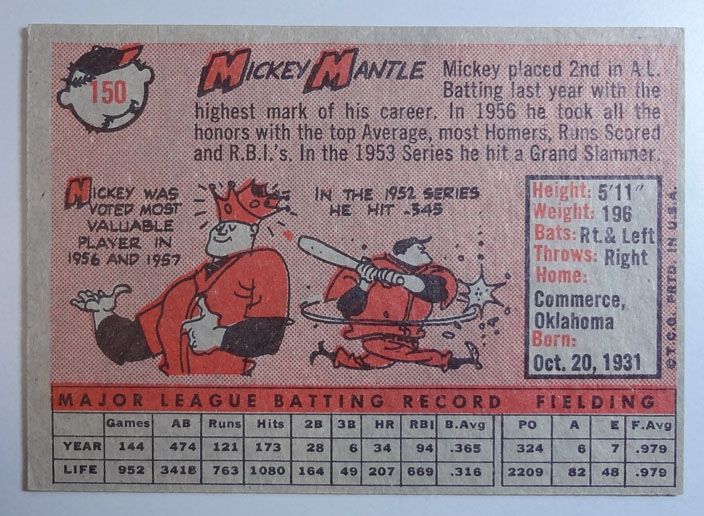 150
MICKEY MANTLE
Mickey placed 2nd in A.L.
Batting last year with the
highest mark of his career. In 1956 he took all the
honors with the top Average, most Homers, Runs Scored
and R.B.I.'s. In the 1953 Series he hit a Grand Slammer.
MICKEY WAS
VOTED MOST
VALUABLE
PLAYER IN
1956 AND 1957
IN THE 1952 SERIES
HE HIT .345
Height: 5'11"
Weight: 196
Bats: Rt. & Left
Throws: Right
Home:
Commerce,
Oklahoma
Born:
Oct. 20, 1931
©T.C.G. PRTD. IN U.S.A.
MAJOR LEAGUE BATTING RECORD FIELDING
Games AB Runs Hits 2B 3B HR RBI B.Avg PO A E F.Avg
YEAR 144 474 121 173 28 6 34 94 .365 324 6 7 .979
LIFE 952 3418 763 1080 164 49 207 669 .316 2209 82 48 .979